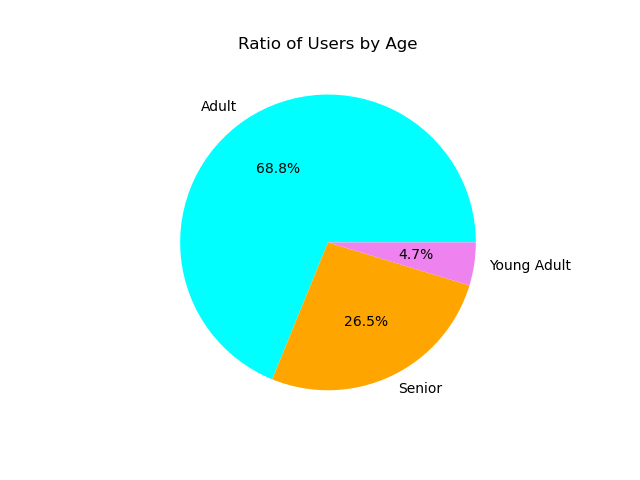 Ratio of Users by Age
Adult
68.8%
4.7%
Young Adult
26.5%
Senior